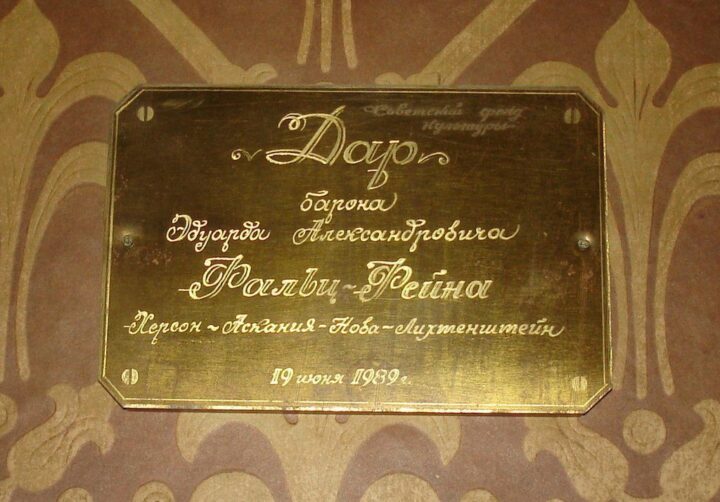 Советский фонд
культуры
Дар
барона
Эдуарда Александровича
Фальц-Фейна
Херсон-Аскания-Нова-Лихтенштейн
19 июня 1989 г.